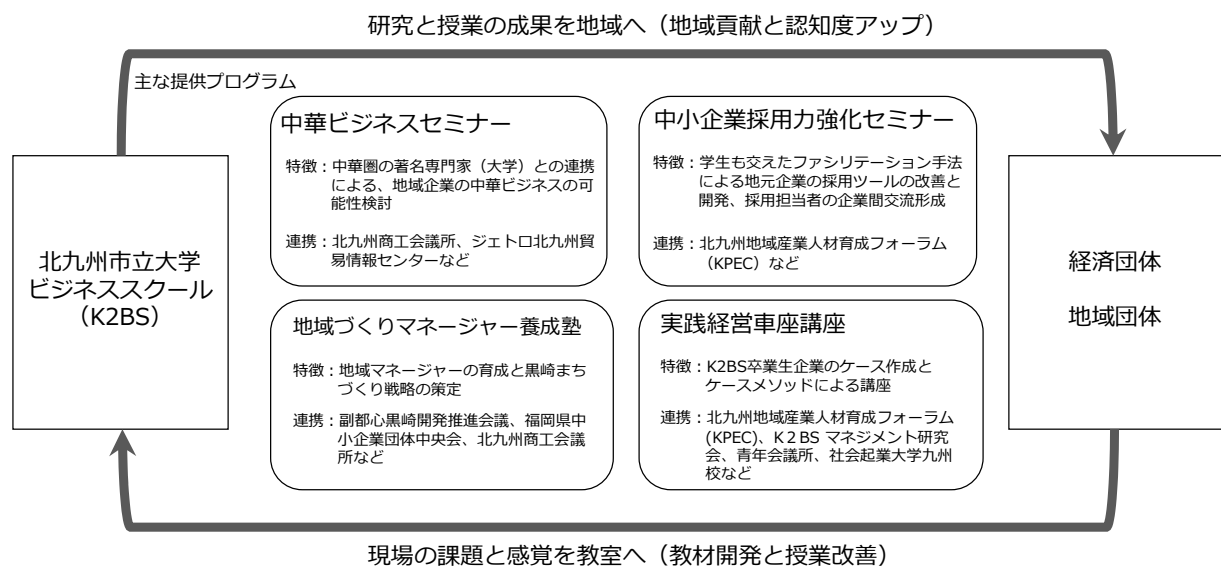 研究と授業の成果を地域へ（地域貢献と認知度アップ）
主な提供プログラム
北九州市立大学
ビジネススクール
（K2BS）
中華ビジネスセミナー
特徴：中華圏の著名専門家（大学）との連携
による、地域企業の中華ビジネスの可
能性検討
連携：北九州商工会議所、ジェトロ北九州貿
易情報センターなど
中小企業採用力強化セミナー
特徴：学生も交えたファシリテーション手法
による地元企業の採用ツールの改善と
開発、採用担当者の企業間交流形成
連携：北九州地域産業人材育成フォーラム
（KPEC）など
地域づくりマネージャー養成塾
特徴：地域マネージャーの育成と黒崎まち
づくり戦略の策定
連携：副都心黒崎開発推進会議、福岡県中
小企業団体中央会、北九州商工会議
所など
実践経営車座講座
特徴：K2BS卒業生企業のケース作成と
ケースメソッドによる講座
連携：北九州地域産業人材育成フォーラム
(KPEC)、K２BS マネジメント研究
会、青年会議所、社会起業大学九州
校など
経済団体
地域団体
現場の課題と感覚を教室へ（教材開発と授業改善）